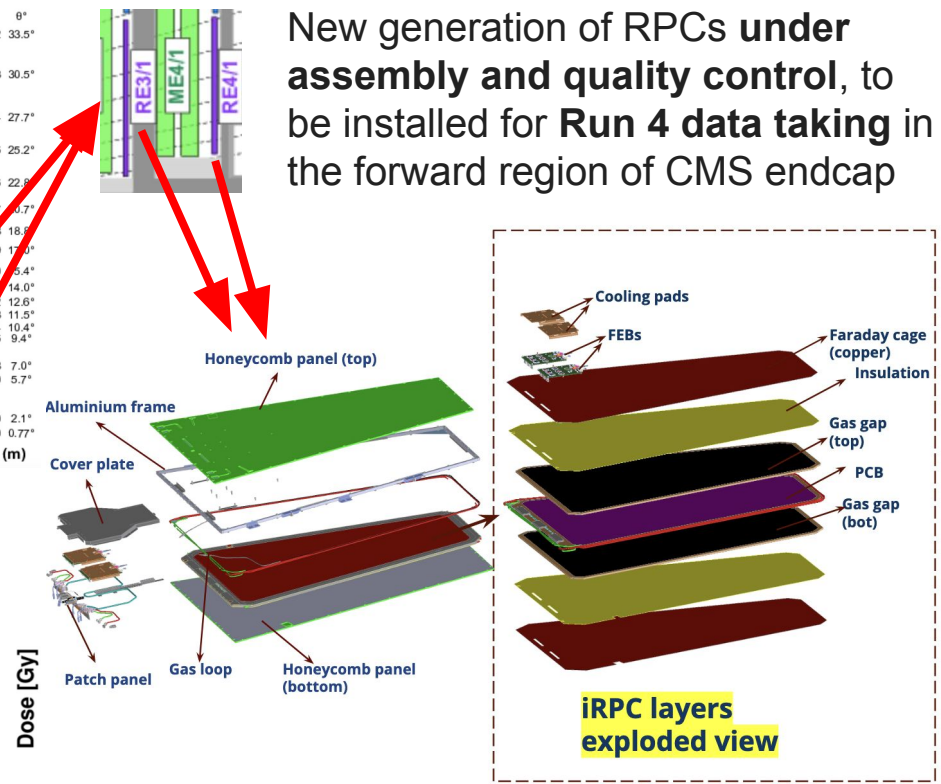 New generation of RPCs under
assembly and quality control, to
be installed for Run 4 data taking in
the forward region of CMS endcap
θ°
33.5°
30.5°
27.7°
25.2°
22.8°
14.0°
12.6°
11.5°
10.4°
9.4°
7.0°
5.7°
2.1°
0.77°
(m)
RE3/1
ME4/1
RE4/1
Honeycomb panel (top)
Aluminium frame
Cover plate
Patch panel
Gas loop
Honeycomb panel
(bottom)
Dose [Gy]
Cooling pads
FEBs
Faraday cage
(copper)
Insulation
Gas gap
(top)
PCB
Gas gap
(bot)
iRPC layers
exploded view